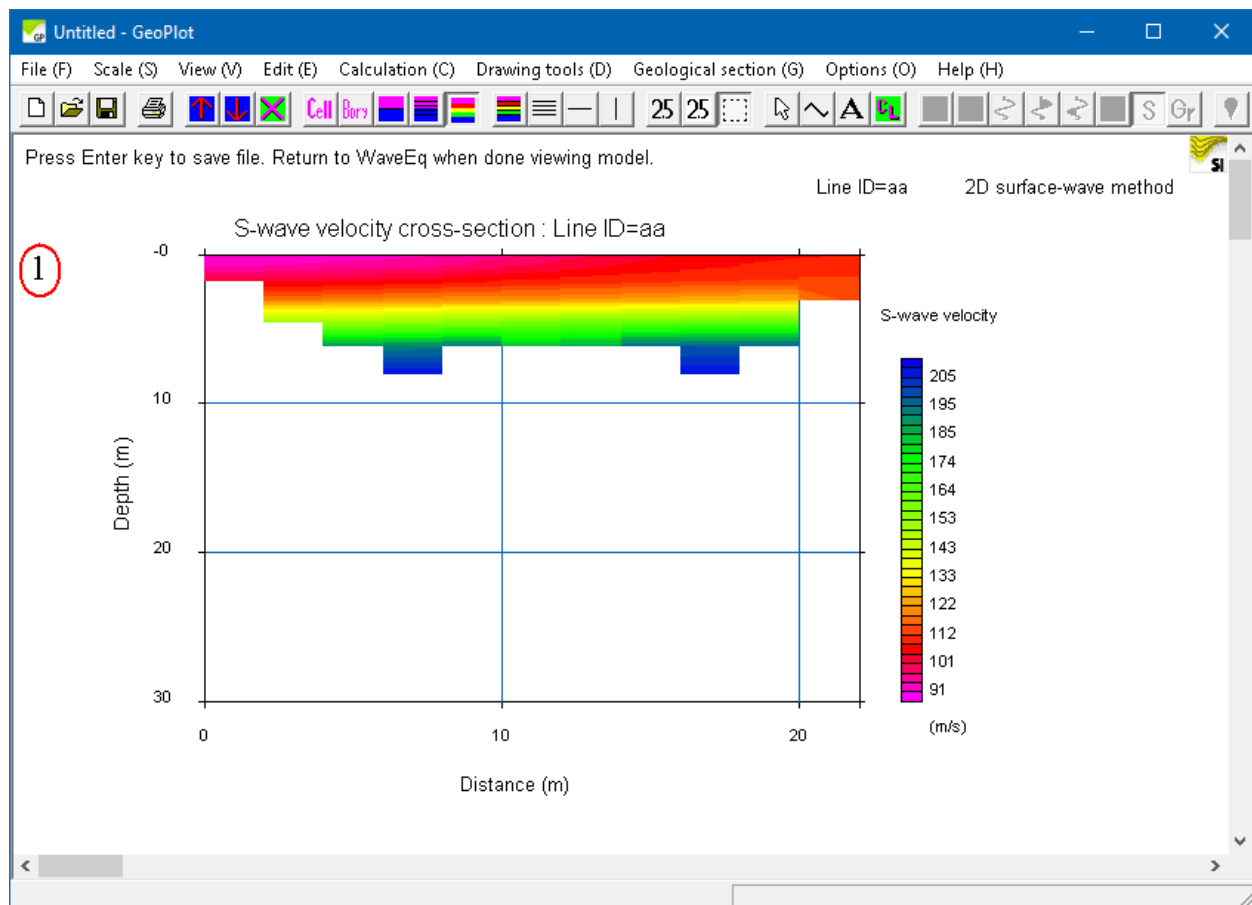 GP Untitled - GeoPlot
File (F) Scale (S) View (V) Edit (E) Calculation (C) Drawing tools (D) Geological section (G) Options (O) Help (H)
Cell Bory 25 25 A CL S Gr
Press Enter key to save file. Return to WaveEq when done viewing model.
SI
Line ID=aa 2D surface-wave method
S-wave velocity cross-section : Line ID=aa
1
-0
10
20
30
Depth (m)
0 10 20
Distance (m)
S-wave velocity
205
195
185
174
164
153
143
133
122
112
101
91
(m/s)